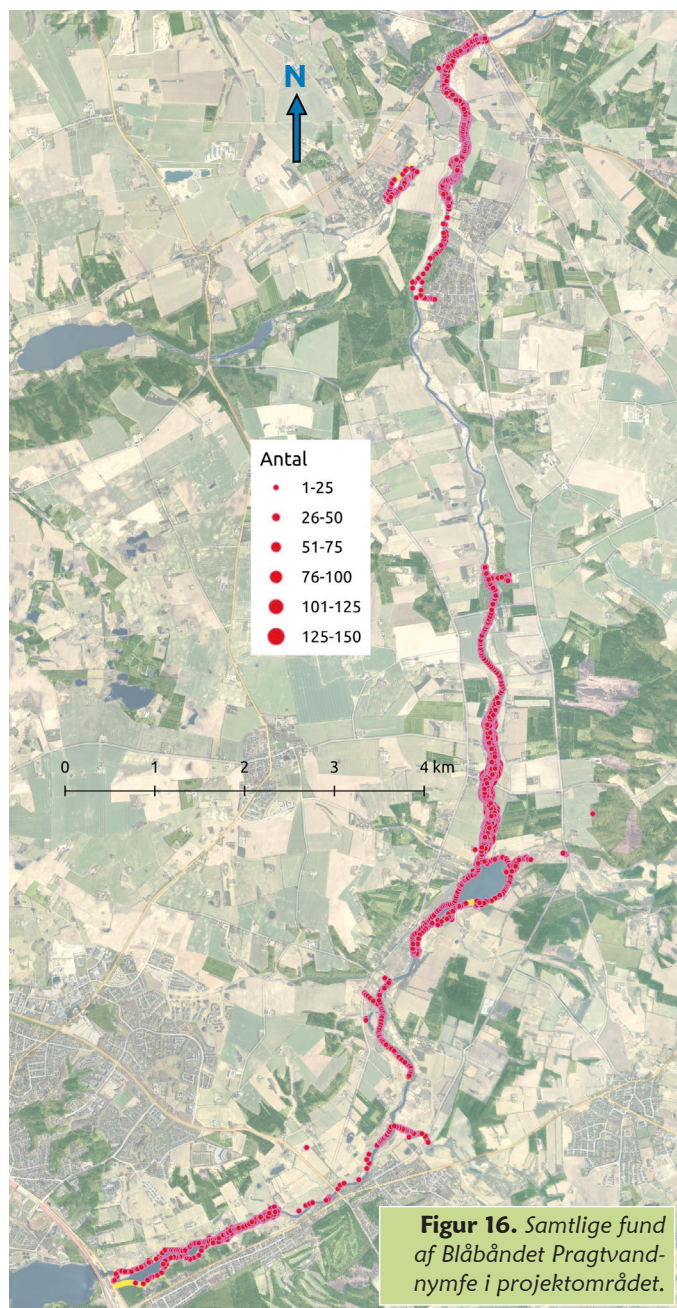 N
Antal
1-25
26-50
51-75
76-100
101-125
125-150
0 1 2 3 4 km
Figur 16. Samtlige fund
af Blåbåndet Pragtvand-
nymfe i projektområdet.